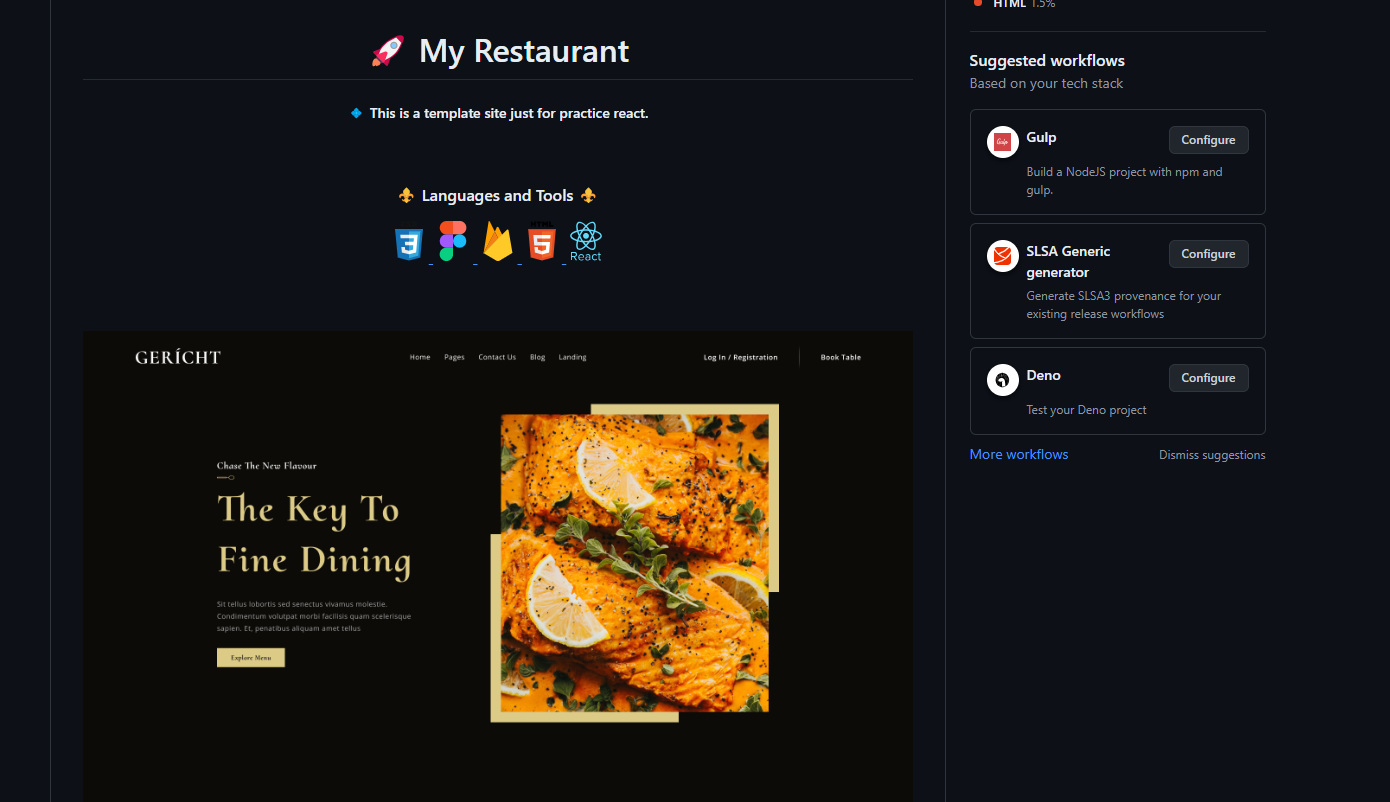 HTML 1.5%
My Restaurant
This is a template site just for practice react.
Languages and Tools
React
GERÍCHT
Home Pages Contact Us Blog Landing
Log In / Registration Book Table
Chase The New Flavour
The Key To
Fine Dining
Sit tellus lobortis sed senectus vivamus molestie.
Condimentum volutpat morbi facilisis quam scelerisque
sapien. Et, penatibus aliquam amet tellus
Explore Menu
Suggested workflows
Based on your tech stack
Gulp
Gulp
Configure
Build a NodeJS project with npm and
gulp.
SLSA Generic
generator
Configure
Generate SLSA3 provenance for your
existing release workflows
Deno
Configure
Test your Deno project
More workflows
Dismiss suggestions